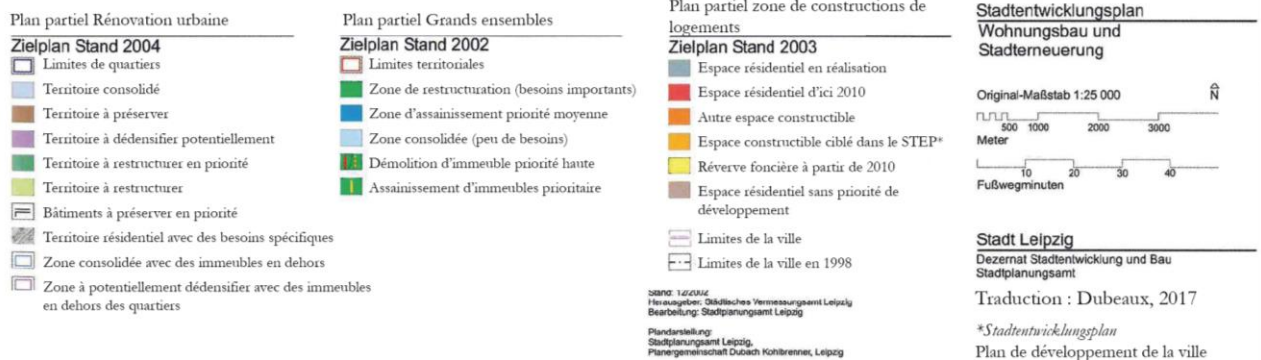 Plan partiel Rénovation urbaine
Zielplan Stand 2004
Limites de quartiers
Territoire consolidé
Territoire à préserver
Territoire à dédensifier potentiellement
Territoire à restructurer en priorité
Territoire à restructurer
Bâtiments à préserver en priorité
Territoire résidentiel avec des besoins spécifiques
Zone consolidée avec des immeubles en dehors
Zone à potentiellement dédensifier avec des immeubles
en dehors des quartiers
Plan partiel Grands ensembles
Zielplan Stand 2002
Limites territoriales
Zone de restructuration (besoins importants)
Zone d'assainissement priorité moyenne
Zone consolidée (peu de besoins)
Démolition d'immeuble priorité haute
Assainissement d'immeubles prioritaire
Plan partiel zone de constructions de
logements
Zielplan Stand 2003
Espace résidentiel en réalisation
Espace résidentiel d'ici 2010
Autre espace constructible
Espace constructible ciblé dans le STEP*
Réverve foncière à partir de 2010
Espace résidentiel sans priorité de
développement
Limites de la ville
Limites de la ville en 1998
Stand: 12/2002
Herausgeber: Städtisches Vermessungsamt Leipzig
Bearbeitung: Stadtplanungsamt Leipzig
Plandarstellung:
Stadtplanungsamt Leipzig,
Planergemeinschaft Dubach Kohlbrenner, Leipzig
Stadtentwicklungsplan
Wohnungsbau und
Stadterneuerung
Original-Maßstab 1:25 000
N
500 1000 2000 3000
Meter
10 20 30 40
Fußwegminuten
Stadt Leipzig
Dezernat Stadtentwicklung und Bau
Stadtplanungsamt
Traduction : Dubeaux, 2017
*Stadtentwicklungsplan
Plan de développement de la ville